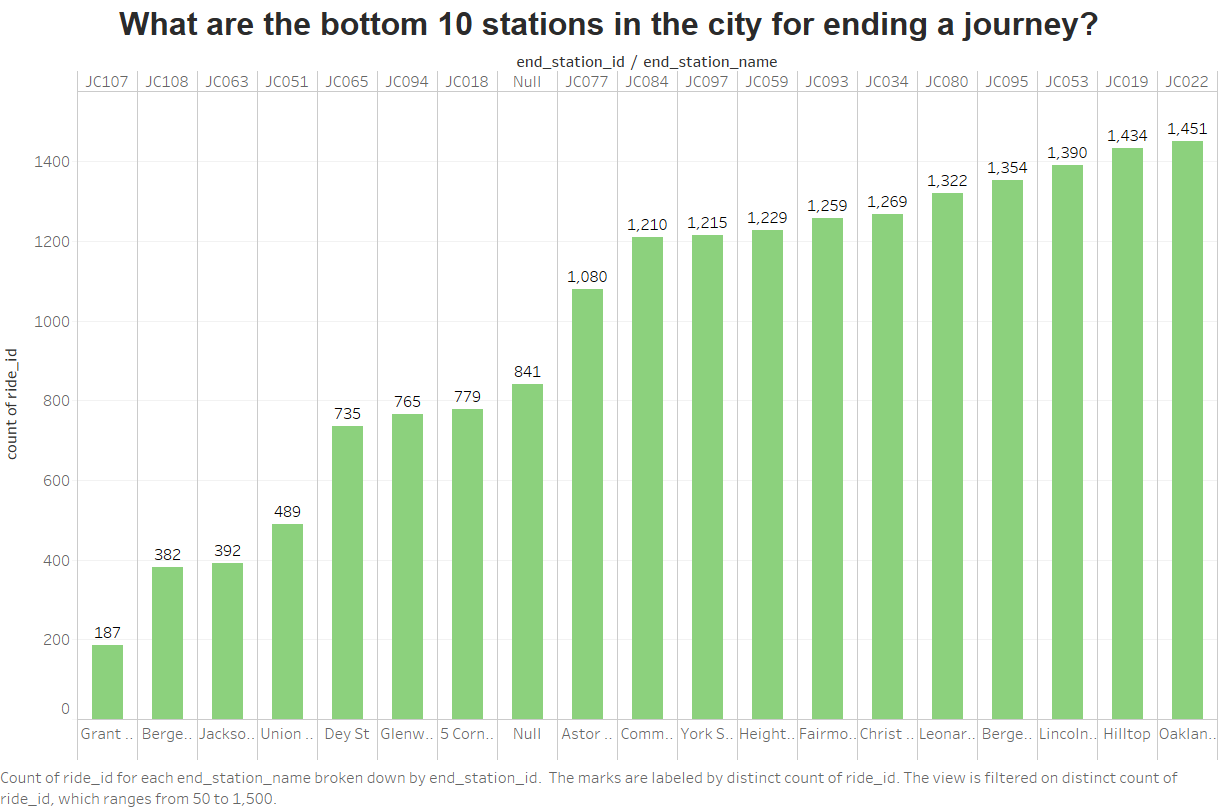 What are the bottom 10 stations in the city for ending a journey?
end_station_id / end_station_name
JC107 JC108 JC063 JC051 JC065 JC094 JC018 Null JC077 JC084 JC097 JC059 JC093 JC034 JC080 JC095 JC053 JC019 JC022
count of ride_id
1400
1200
1000
800
600
400
200
0
187 382 392 489 735 765 779 841 1,080 1,210 1,215 1,229 1,259 1,269 1,322 1,354 1,390 1,434 1,451
Grant .. Berge.. Jackso.. Union .. Dey St Glenw.. 5 Corn.. Null Astor .. Comm.. York S.. Height.. Fairmo.. Christ .. Leonar.. Berge.. Lincoln.. Hilltop Oaklan..
Count of ride_id for each end_station_name broken down by end_station_id. The marks are labeled by distinct count of ride_id. The view is filtered on distinct count of
ride_id, which ranges from 50 to 1,500.